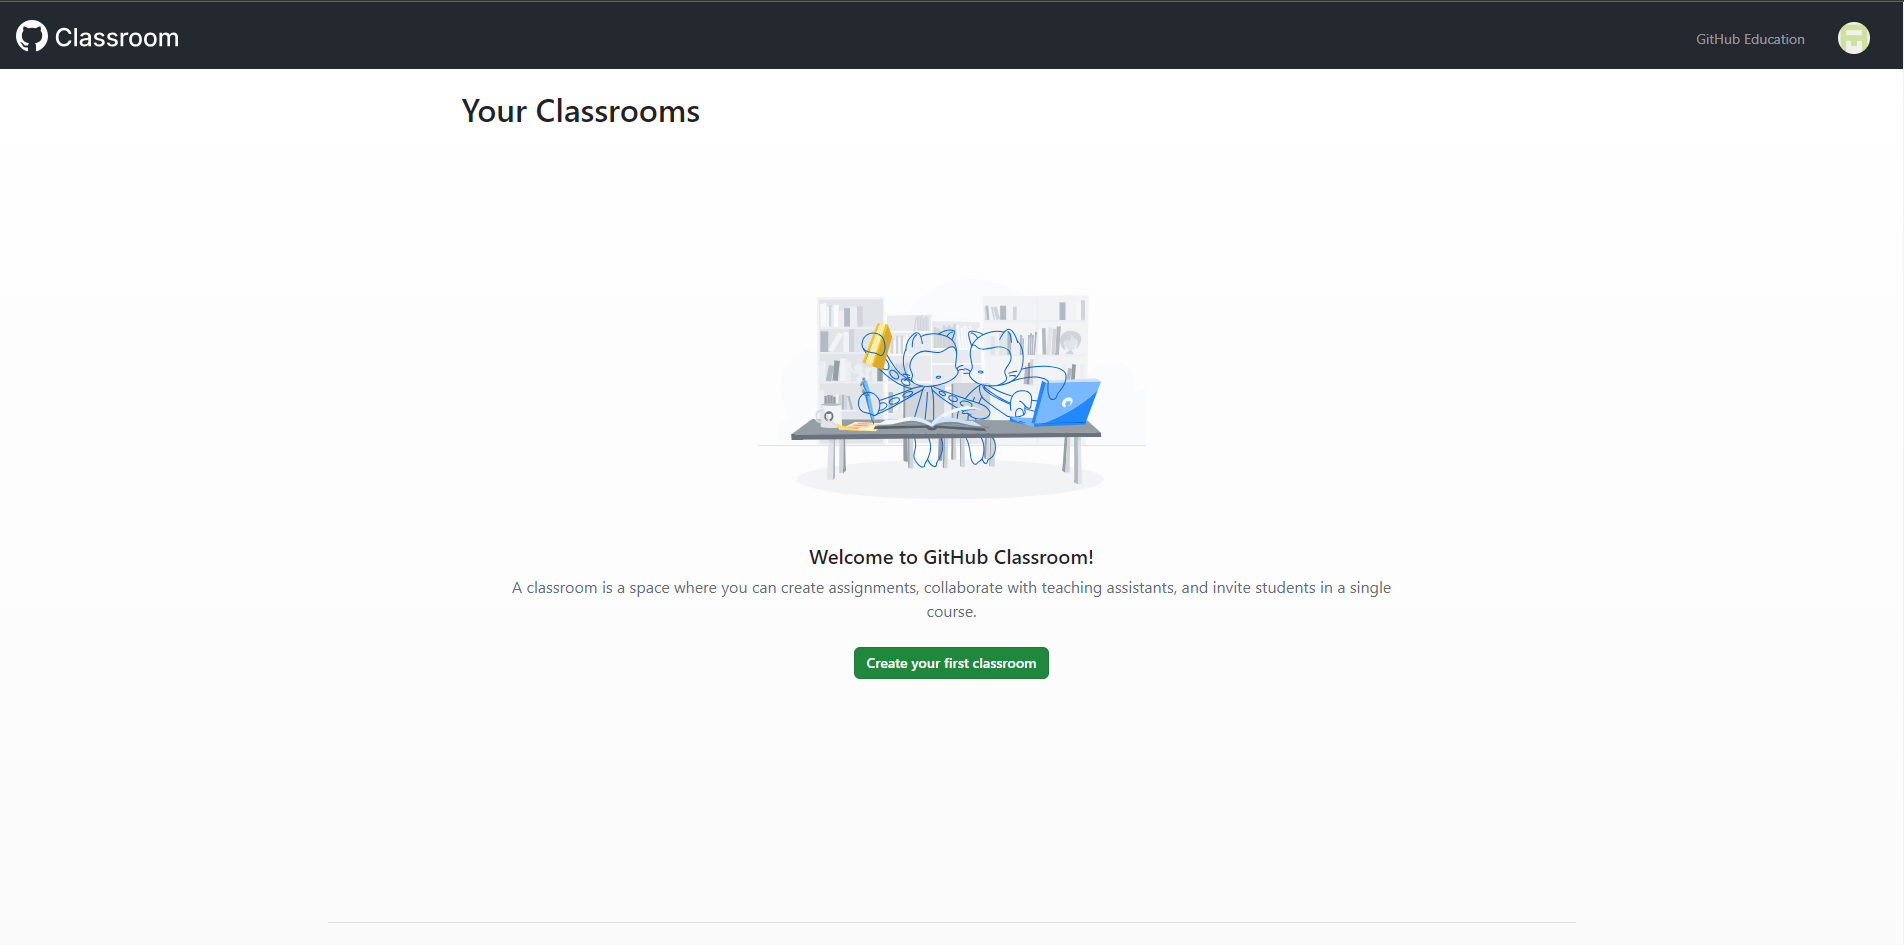 Classroom
GitHub Education
Your Classrooms
Welcome to GitHub Classroom!
A classroom is a space where you can create assignments, collaborate with teaching assistants, and invite students in a single
course.
Create your first classroom